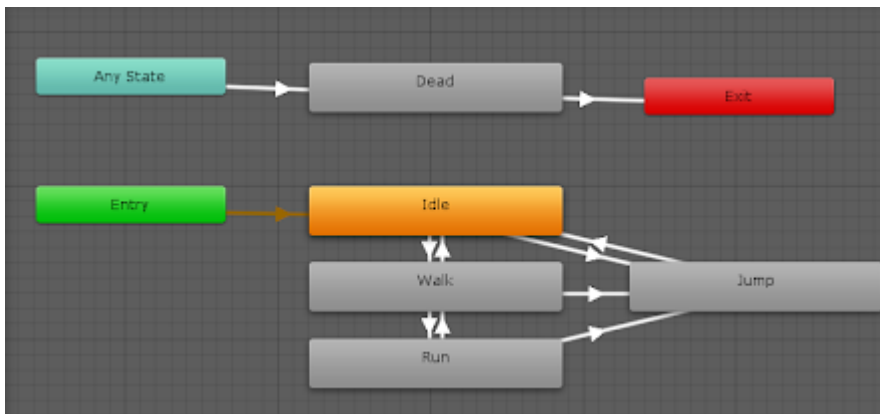 Any State
Dead
Exit
Entry
Idle
Walk
Jump
Run